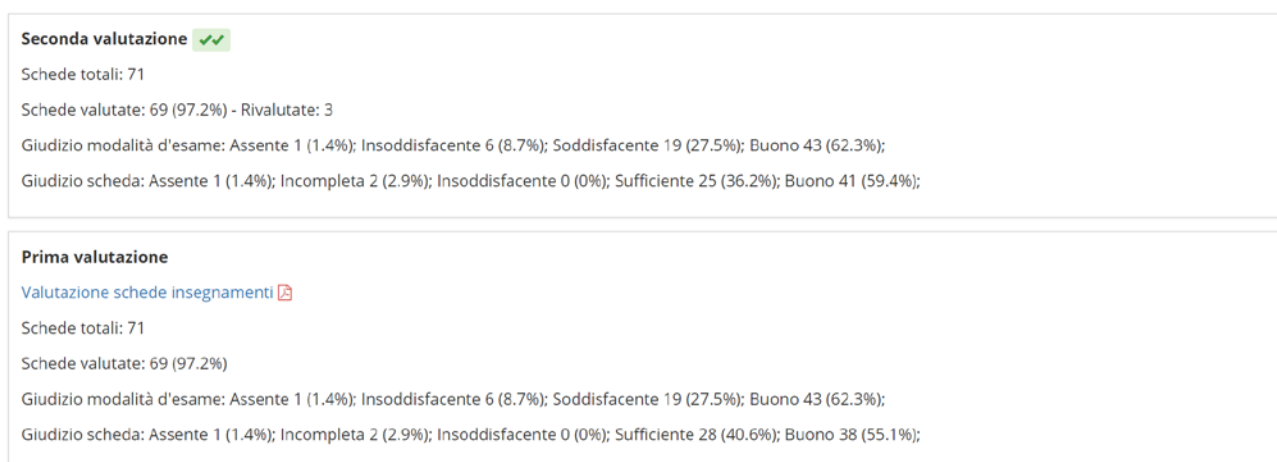 Seconda valutazione
Schede totali: 71
Schede valutate: 69 (97.2%) - Rivalutate: 3
Giudizio modalità d'esame: Assente 1 (1.4%); Insoddisfacente 6 (8.7%); Soddisfacente 19 (27.5%); Buono 43 (62.3%);
Giudizio scheda: Assente 1 (1.4%); Incompleta 2 (2.9%); Insoddisfacente 0 (0%); Sufficiente 25 (36.2%); Buono 41 (59.4%);
Prima valutazione
Valutazione schede insegnamenti
Schede totali: 71
Schede valutate: 69 (97.2%)
Giudizio modalità d'esame: Assente 1 (1.4%); Insoddisfacente 6 (8.7%); Soddisfacente 19 (27.5%); Buono 43 (62.3%);
Giudizio scheda: Assente 1 (1.4%); Incompleta 2 (2.9%); Insoddisfacente 0 (0%); Sufficiente 28 (40.6%); Buono 38 (55.1%);